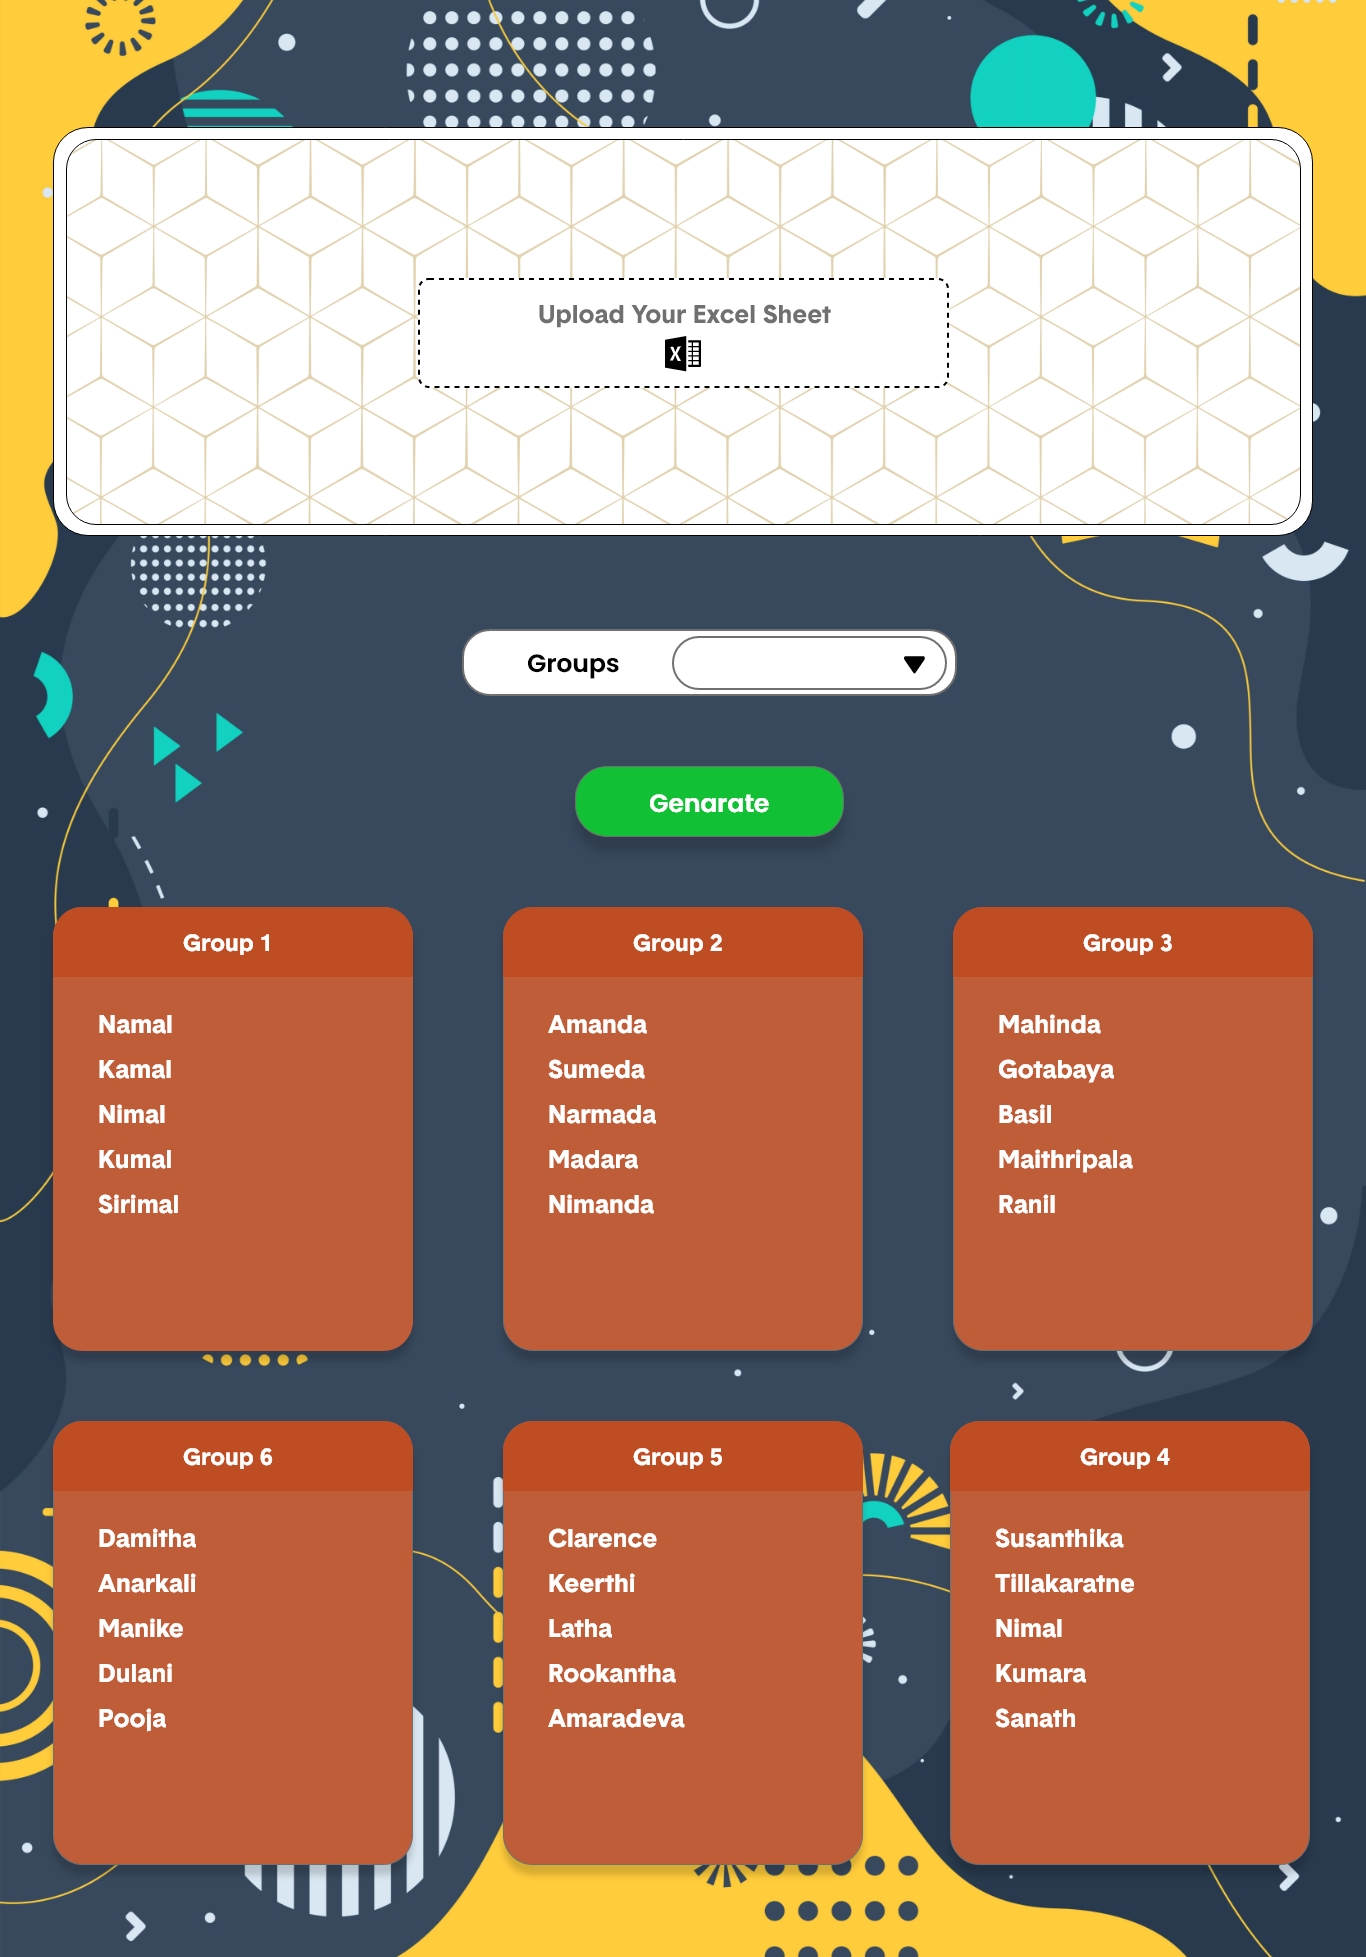 Upload Your Excel Sheet
X
Groups
Genarate
Group 1
Namal
Kamal
Nimal
Kumal
Sirimal
Group 2
Amanda
Sumeda
Narmada
Madara
Nimanda
Group 3
Mahinda
Gotabaya
Basil
Maithripala
Ranil
Group 6
Damitha
Anarkali
Manike
Dulani
Pooja
Group 5
Clarence
Keerthi
Latha
Rookantha
Amaradeva
Group 4
Susanthika
Tillakaratne
Nimal
Kumara
Sanath